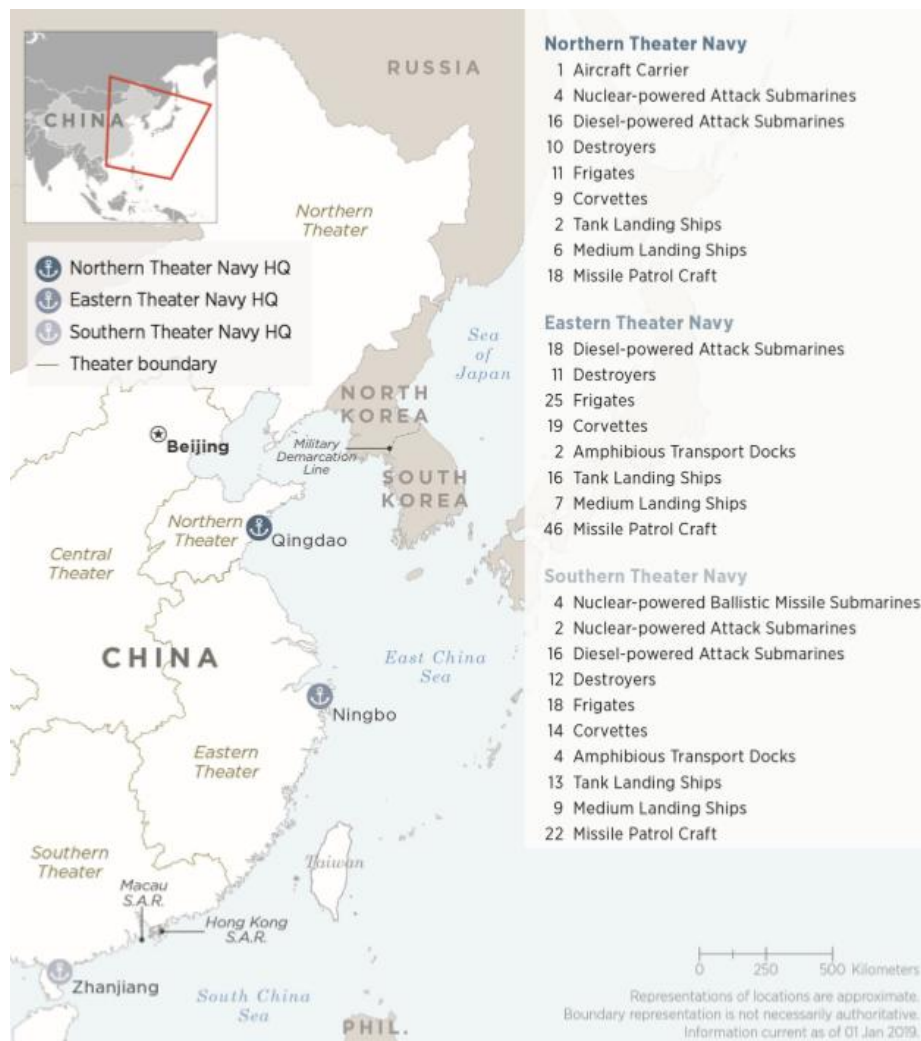 CHINA
RUSSIA
Northern
Theater
Northern Theater Navy HQ
Eastern Theater Navy HQ
Southern Theater Navy HQ
Theater boundary
Sea
of
Japan
NORTH
KOREA
Beijing
Military
Demarcation
Line
SOUTH
KOREA
Northern
Theater
Qingdao
Central
Theater
CHINA
East China
Sea
Ningbo
Eastern
Theater
Southern
Theater
Taiwan
Macau
S.A.R.
Hong Kong
S.A.R.
Zhanjiang
South China
Sea
PHIL.
Northern Theater Navy
1 Aircraft Carrier
4 Nuclear-powered Attack Submarines
16 Diesel-powered Attack Submarines
10 Destroyers
11 Frigates
9 Corvettes
2 Tank Landing Ships
6 Medium Landing Ships
18 Missile Patrol Craft
Eastern Theater Navy
18 Diesel-powered Attack Submarines
11 Destroyers
25 Frigates
19 Corvettes
2 Amphibious Transport Docks
16 Tank Landing Ships
7 Medium Landing Ships
46 Missile Patrol Craft
Southern Theater Navy
4 Nuclear-powered Ballistic Missile Submarines
2 Nuclear-powered Attack Submarines
16 Diesel-powered Attack Submarines
12 Destroyers
18 Frigates
14 Corvettes
4 Amphibious Transport Docks
13 Tank Landing Ships
9 Medium Landing Ships
22 Missile Patrol Craft
0 250 500 Kilometers
Representations of locations are approximate.
Boundary representation is not necessarily authoritative.
Information current as of 01 Jan 2019.